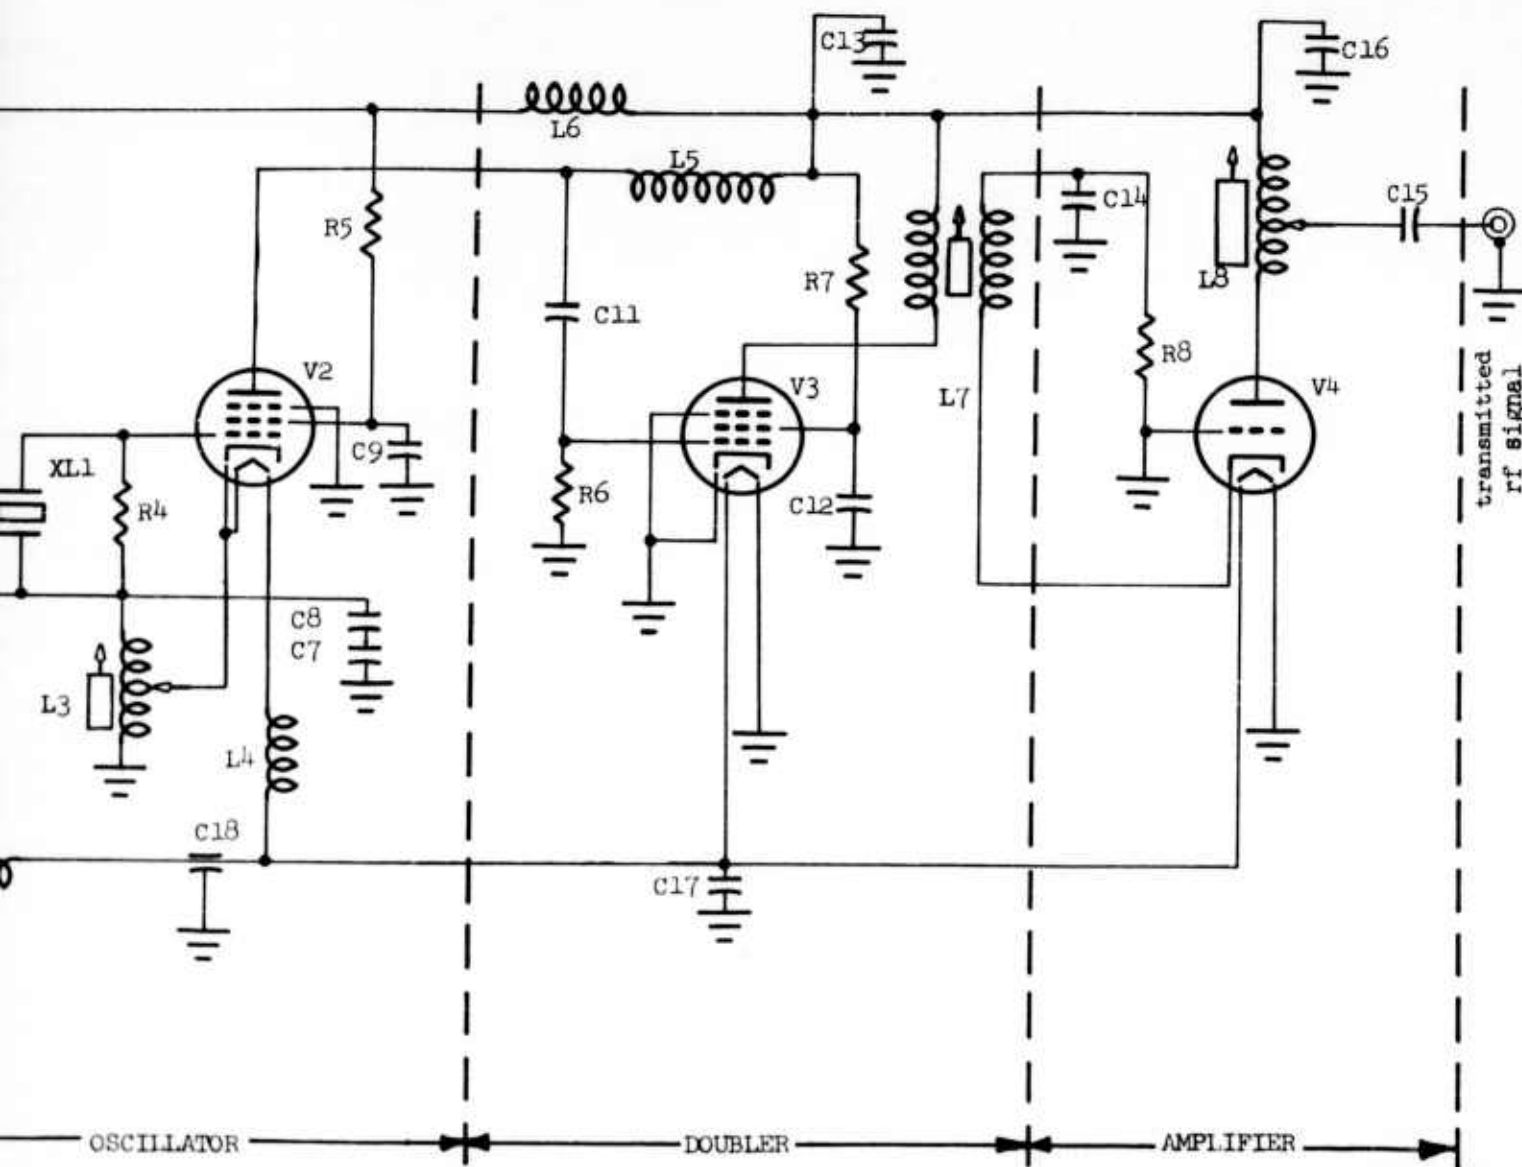 C13
C16
L6
L5
C14
C15
R5
R7
L8
C11
R8
V2
V3
L7
V4
transmitted
rf signal
XL1
C9
R4
R6
C12
C8
C7
L3
L4
C18
C17
OSCILLATOR
DOUBLER
AMPLIFIER